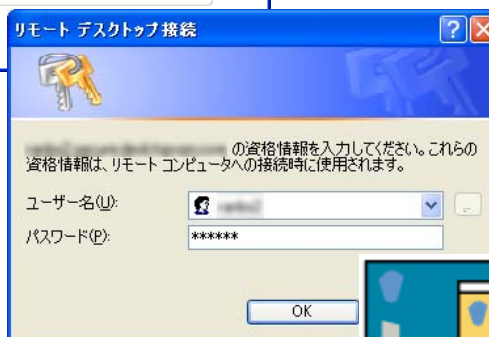 リモート デスクトップ接続
の資格情報を入力してください。これらの
資格情報は、リモート コンピュータへの接続時に使用されます。
ユーザー名(U):
パスワード(P):
******
OK